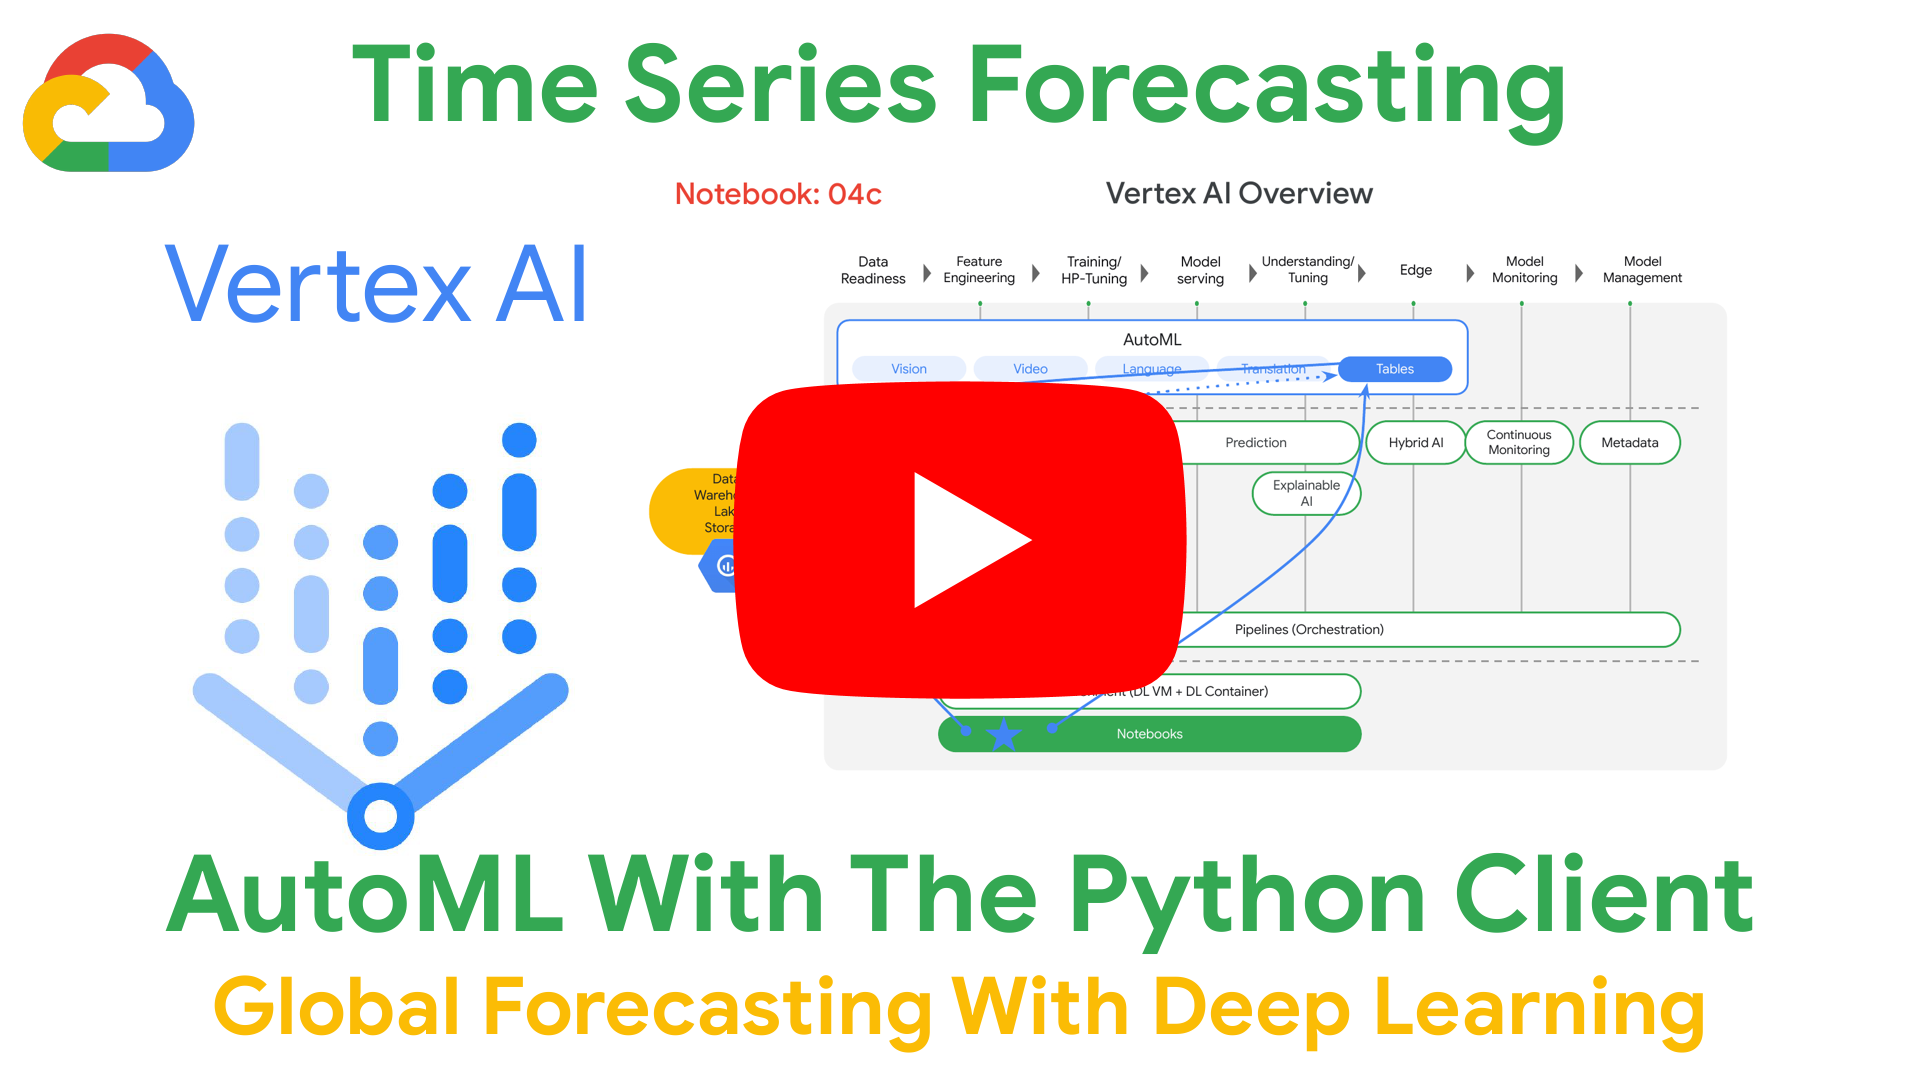 Time Series Forecasting
Notebook: 04c
Vertex AI Overview
Vertex AI
Data
Readiness
Feature
Engineering
Training/
HP-Tuning
Model
serving
Understanding/
Tuning
Edge
Model
Monitoring
Model
Management
AutoML
Vision
Video
Language
Translation
Tables
Prediction
Hybrid AI
Continuous
Monitoring
Metadata
Explainable
AI
Data
Pipelines (Orchestration)
(DL VM + DL Container)
Notebooks
AutoML With The Python Client
Global Forecasting With Deep Learning